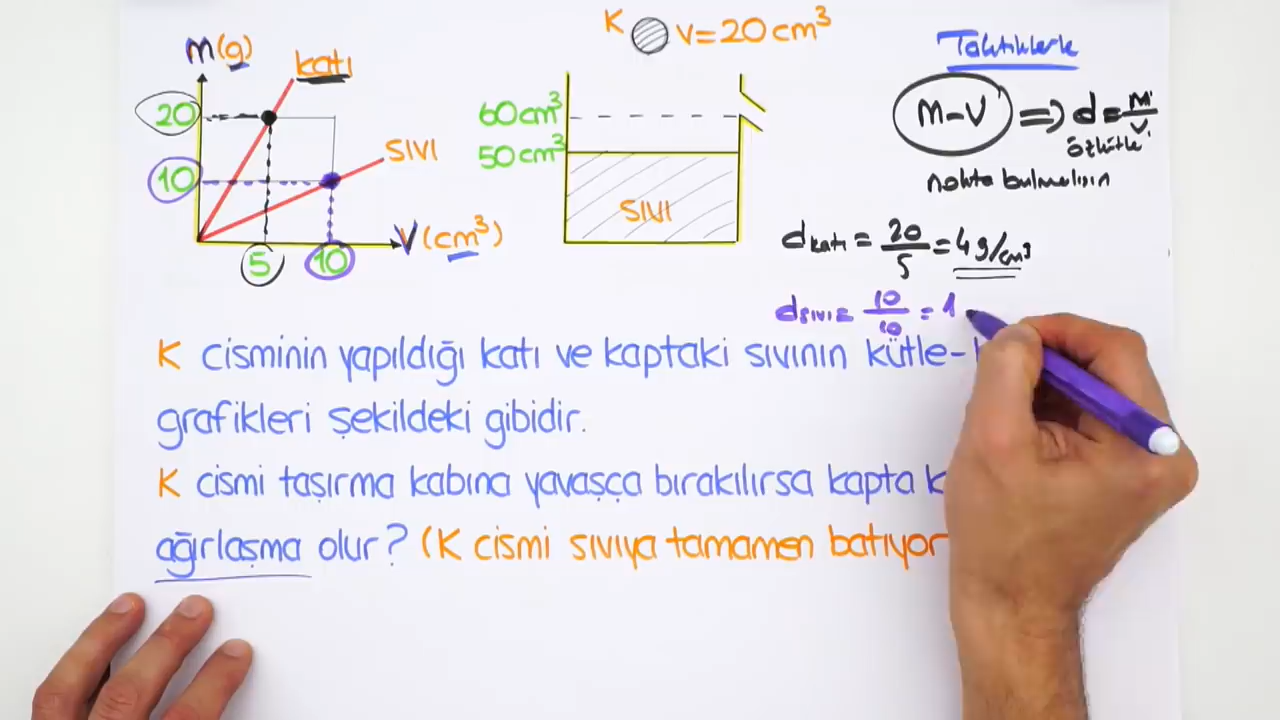 m(g)
katı
20
10
SIVI
5
10
V(cm³)
K V=20cm³
60cm³
50cm³
SIVI
Taktiklerle
m-V ⇒ d=m/V
özkütle
nokta bulmalısın
dkatı = 20/5 = 4g/cm³
dsıvı = 10/10 = 1
K cisminin yapıldığı katı ve kaptaki sıvının kütle-
grafikleri şekildeki gibidir.
K cismi taşırma kabına yavaşça bırakılırsa kapta
ağırlaşma olur? (K cismi sıvıya tamamen batıyor